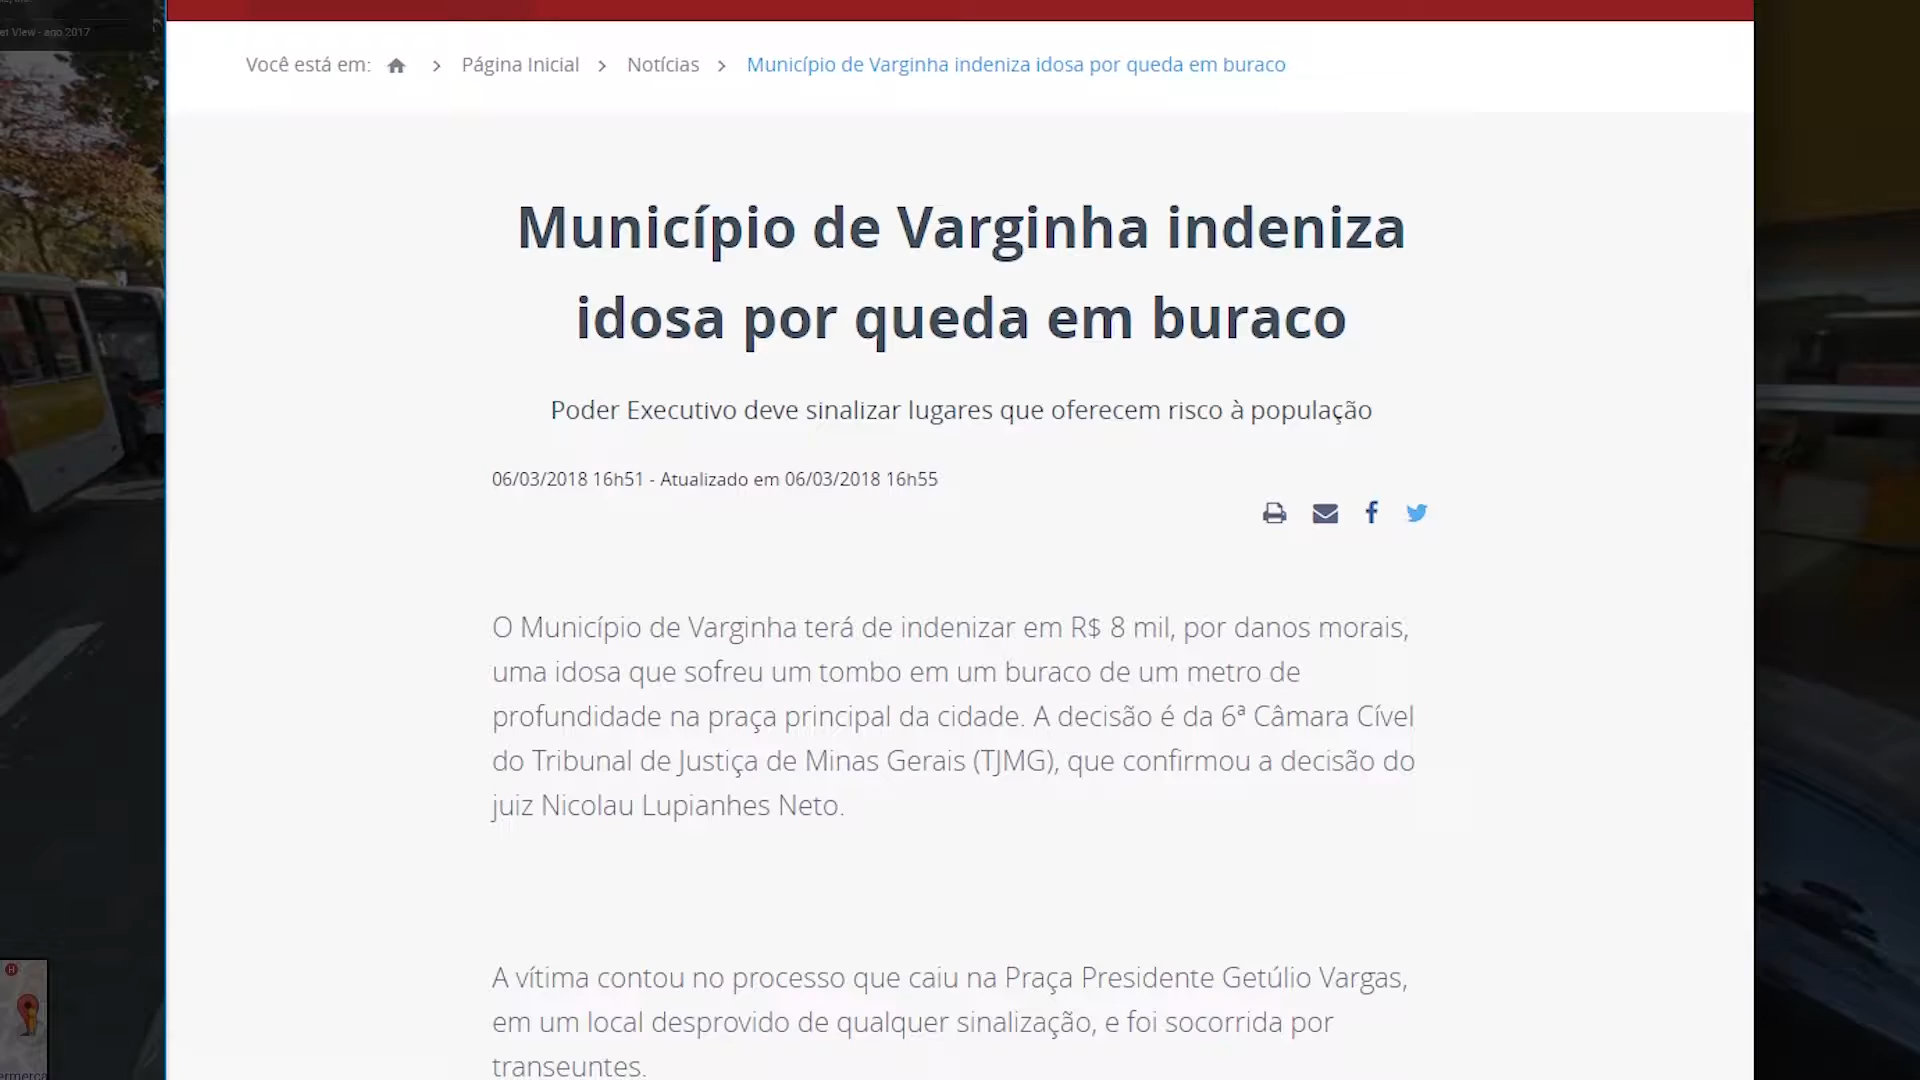 View - ano 2017
Você está em: > Página Inicial > Notícias > Município de Varginha indeniza idosa por queda em buraco
Município de Varginha indeniza
idosa por queda em buraco
Poder Executivo deve sinalizar lugares que oferecem risco à população
06/03/2018 16h51 - Atualizado em 06/03/2018 16h55
O Município de Varginha terá de indenizar em R$ 8 mil, por danos morais,
uma idosa que sofreu um tombo em um buraco de um metro de
profundidade na praça principal da cidade. A decisão é da 6ª Câmara Cível
do Tribunal de Justiça de Minas Gerais (TJMG), que confirmou a decisão do
juiz Nicolau Lupianhes Neto.
A vítima contou no processo que caiu na Praça Presidente Getúlio Vargas,
em um local desprovido de qualquer sinalização, e foi socorrida por
transeuntes.
H